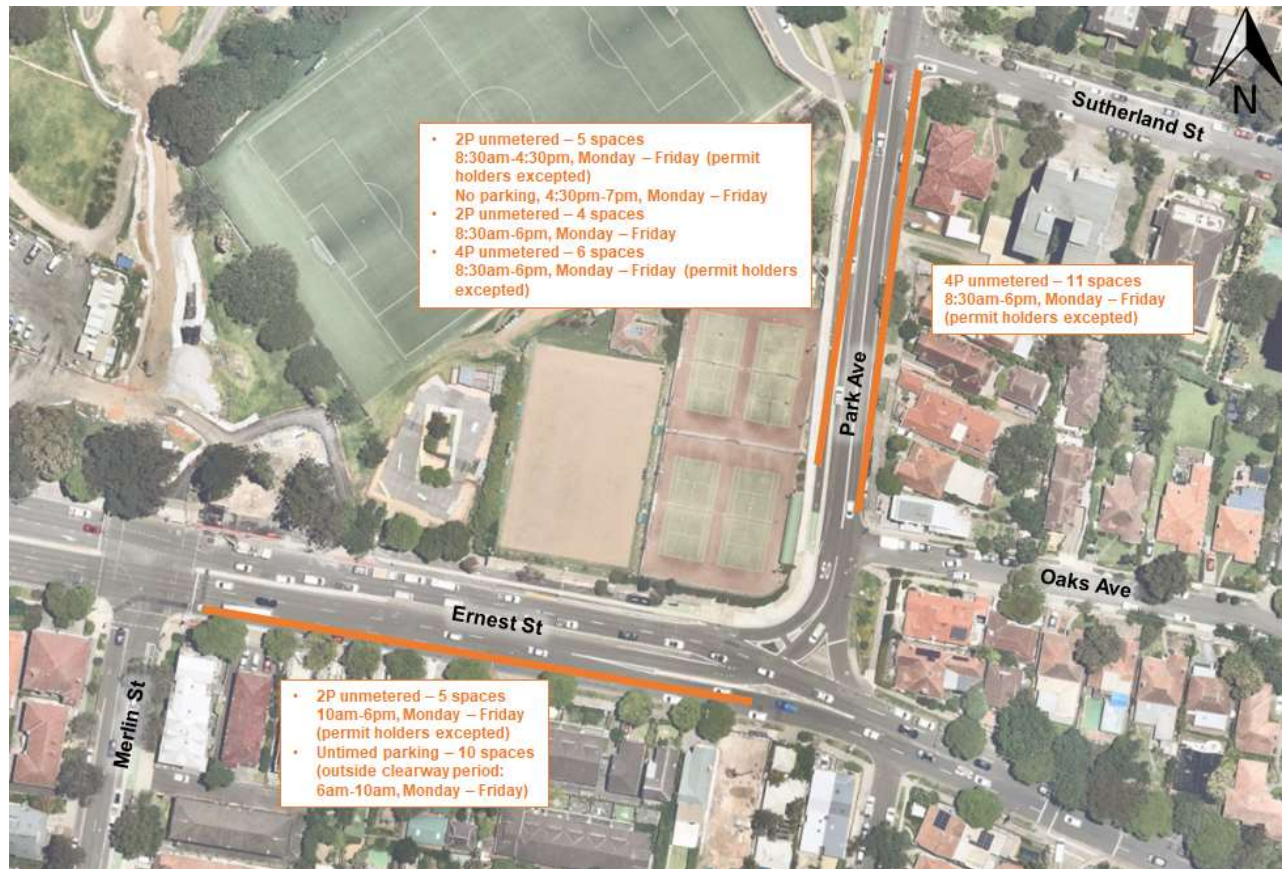 N
Sutherland St
• 2P unmetered – 5 spaces
8:30am-4:30pm, Monday – Friday (permit
holders excepted)
No parking, 4:30pm-7pm, Monday – Friday
• 2P unmetered – 4 spaces
8:30am-6pm, Monday – Friday
• 4P unmetered – 6 spaces
8:30am-6pm, Monday – Friday (permit holders
excepted)
4P unmetered – 11 spaces
8:30am-6pm, Monday – Friday
(permit holders excepted)
Park Ave
Oaks Ave
Ernest St
Merlin St
• 2P unmetered – 5 spaces
10am-6pm, Monday – Friday
(permit holders excepted)
• Untimed parking – 10 spaces
(outside clearway period:
6am-10am, Monday – Friday)